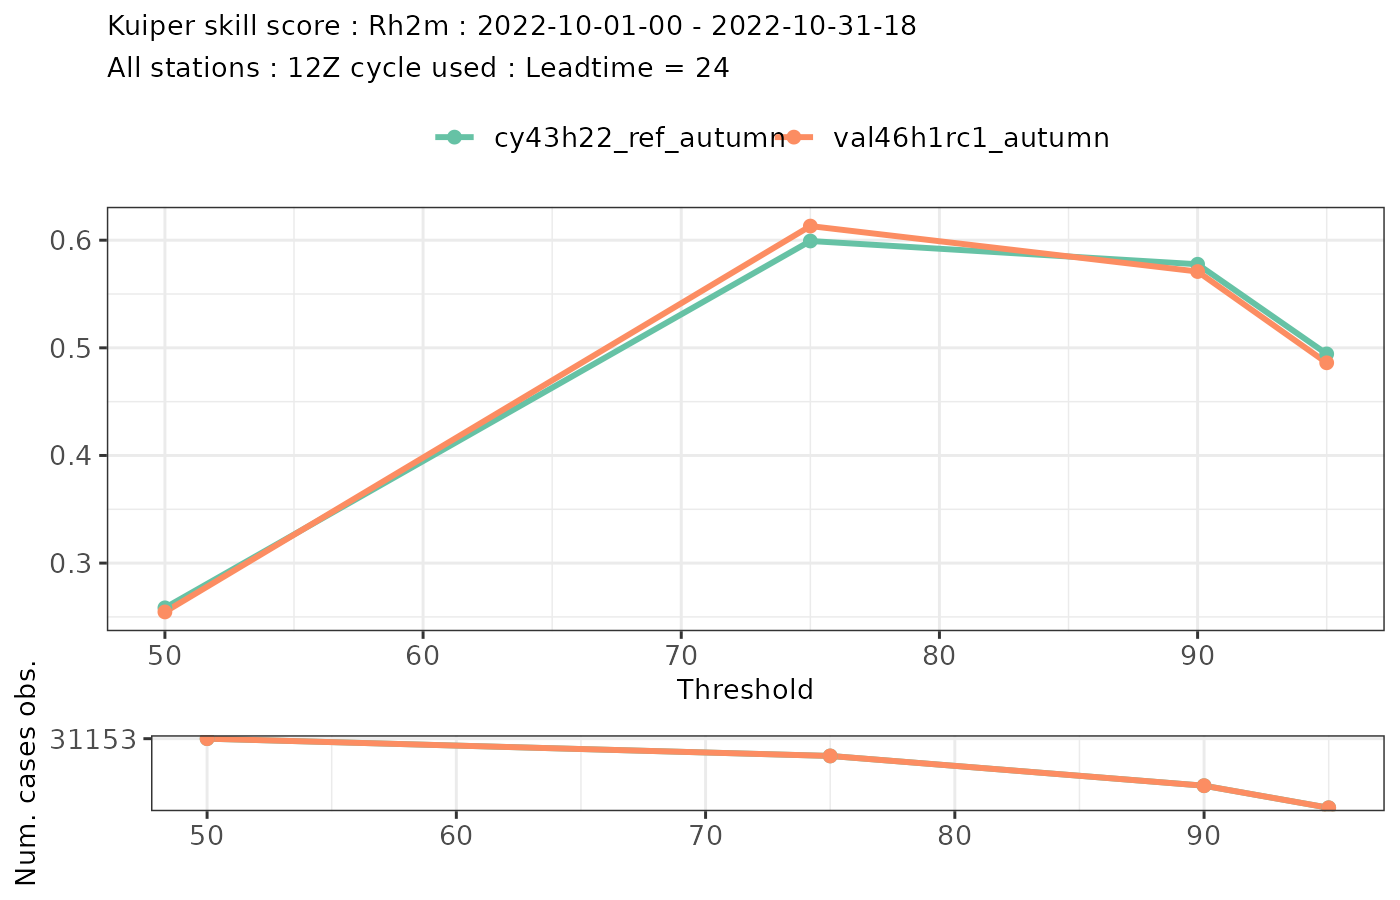 Kuiper skill score : Rh2m : 2022-10-01-00 - 2022-10-31-18
All stations : 12Z cycle used : Leadtime = 24
cy43h22_ref_autumn val46h1rc1_autumn
0.6
0.5
0.4
0.3
50 60 70 80 90
Threshold
Num. cases obs.
31153
50 60 70 80 90